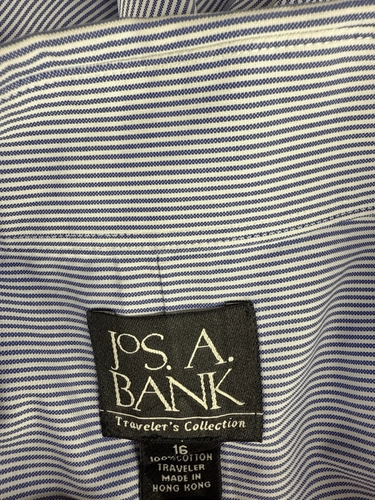 JOS. A.
BANK
Traveler's Collection
16
100% COTTON
TRAVELER
MADE IN
HONG KONG